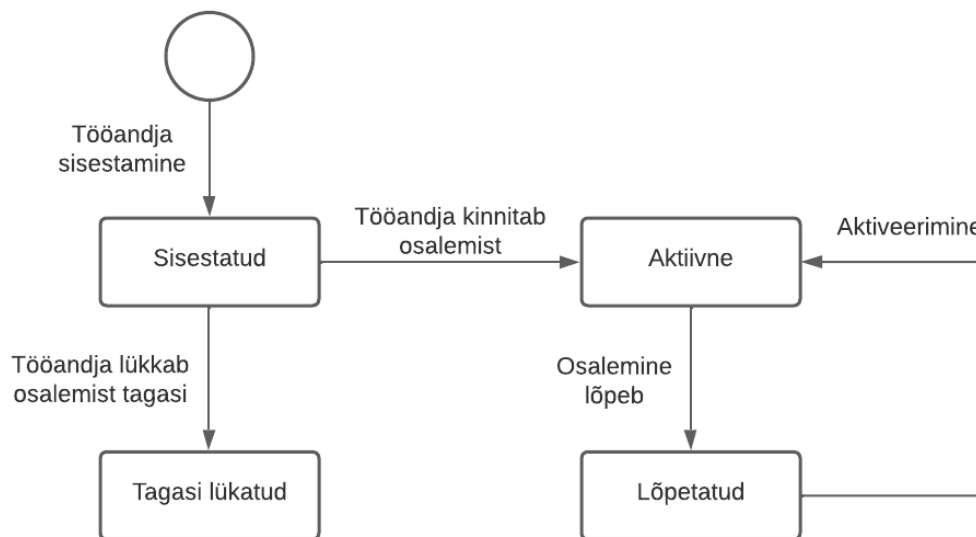 Tööandja
sisestamine
Sisestatud
Tööandja kinnitab
osalemist
Aktiivne
Aktiveerimine
Tööandja lükkab
osalemist tagasi
Osalemine
lõpeb
Tagasi lükatud
Lõpetatud